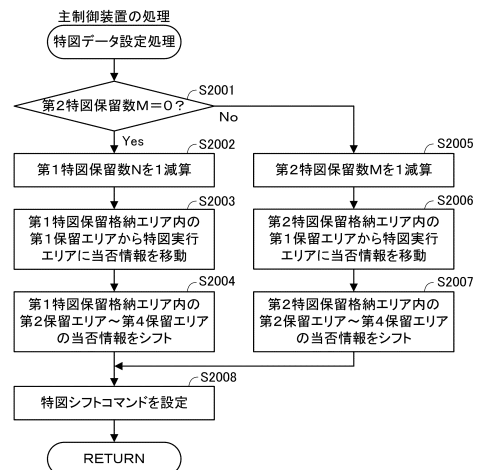 主制御装置の処理
特図データ設定処理
S2001
第2特図保留数M=0?
No
Yes
S2002
第1特図保留数Nを1減算
S2003
第1特図保留格納エリア内の
第1保留エリアから特図実行
エリアに当否情報を移動
S2004
第1特図保留格納エリア内の
第2保留エリア～第4保留エリア
の当否情報をシフト
S2005
第2特図保留数Mを1減算
S2006
第2特図保留格納エリア内の
第1保留エリアから特図実行
エリアに当否情報を移動
S2007
第2特図保留格納エリア内の
第2保留エリア～第4保留エリア
の当否情報をシフト
S2008
特図シフトコマンドを設定
RETURN